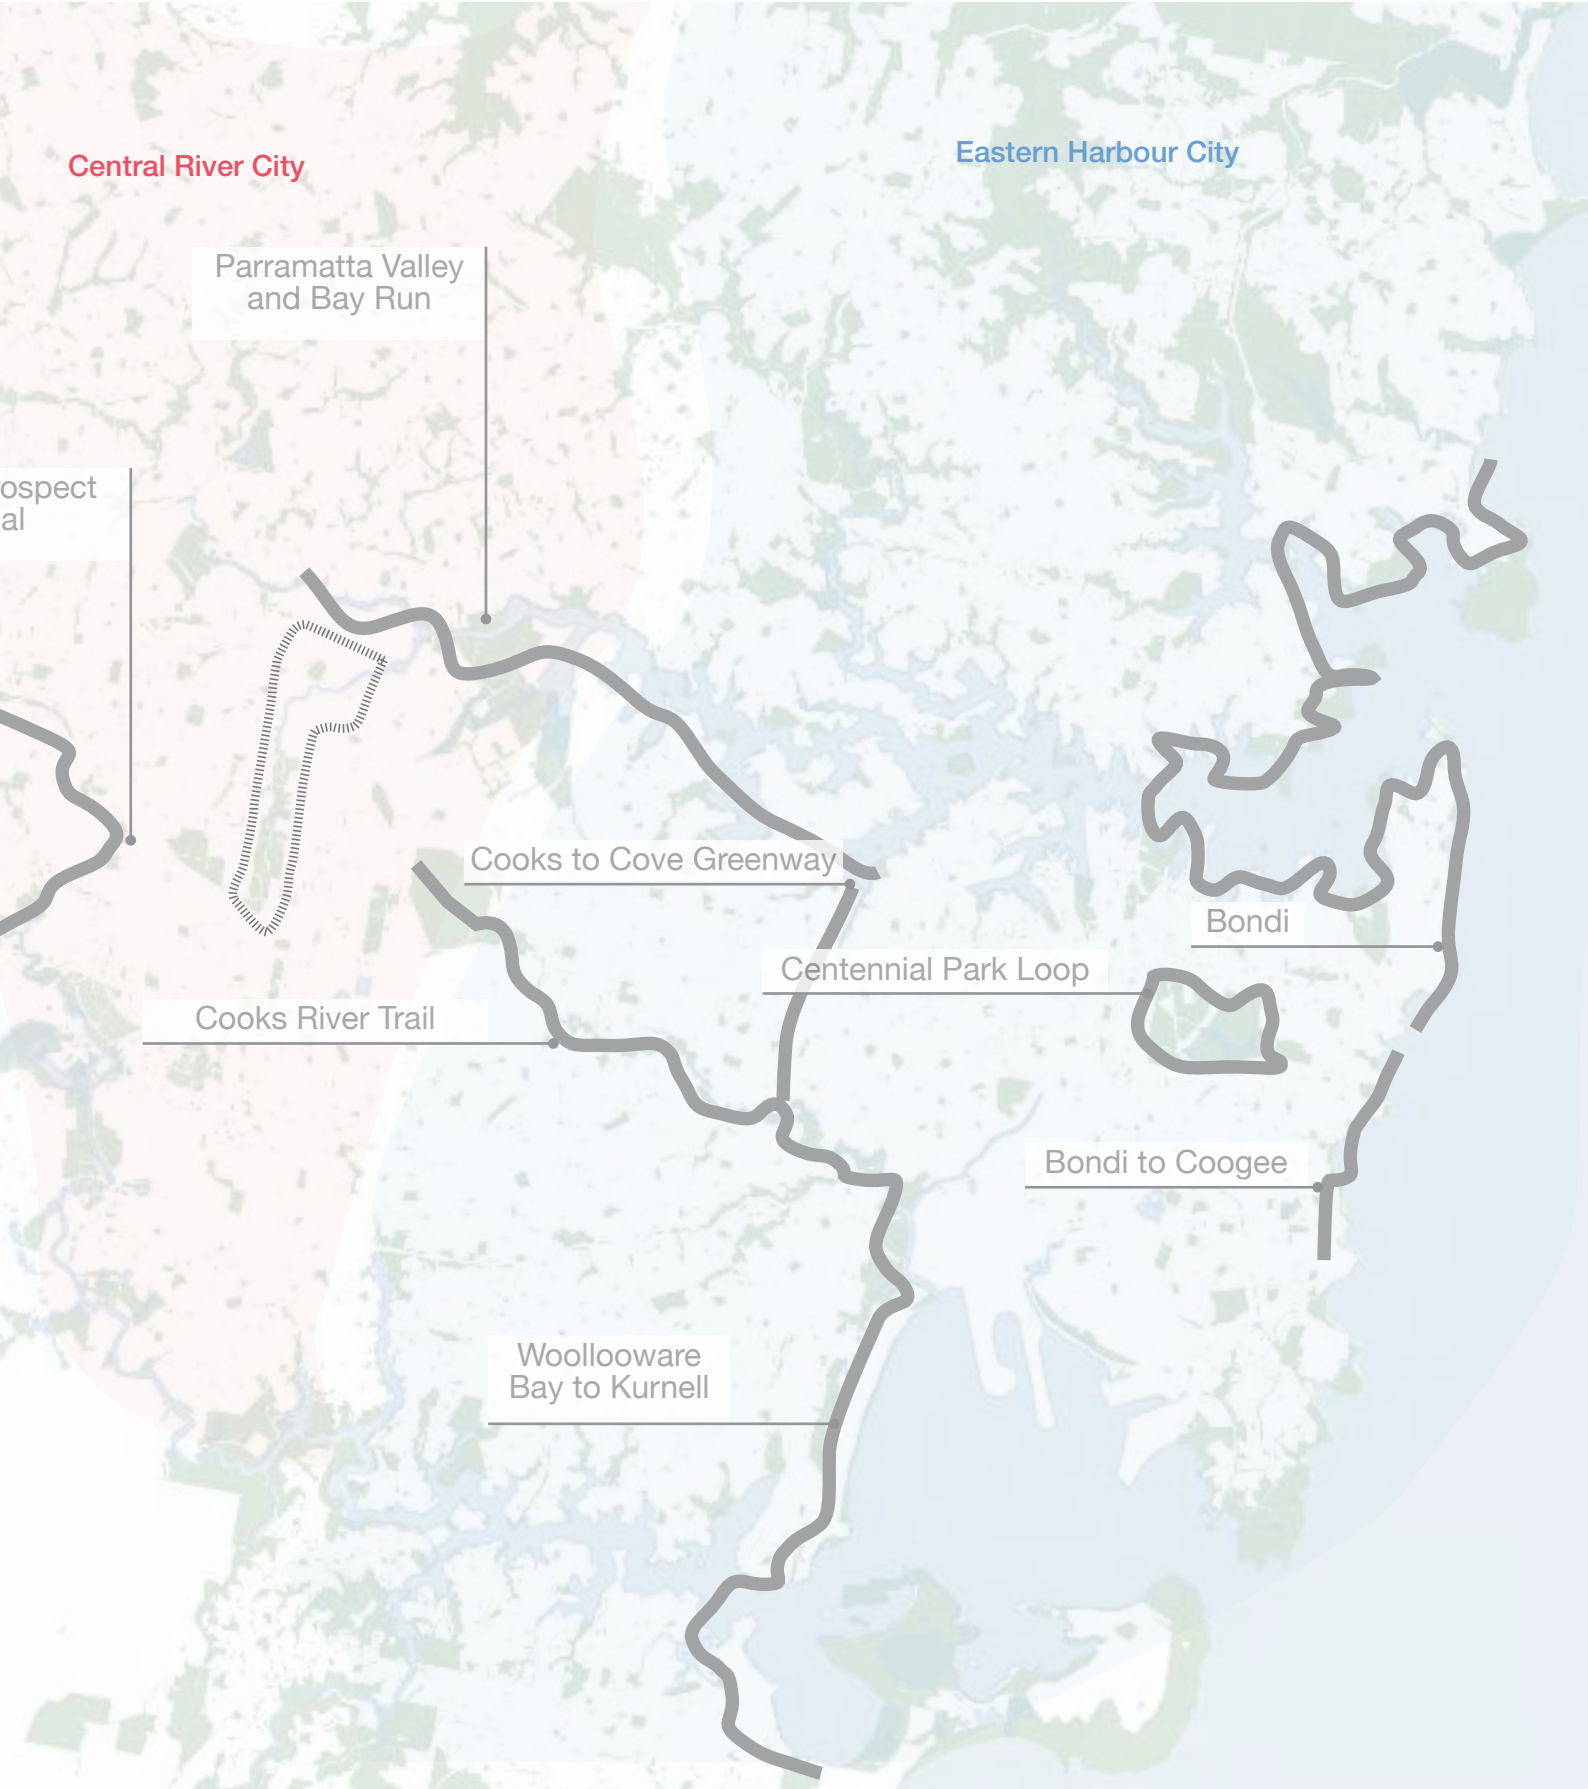 Eastern Harbour City
Central River City
Parramatta Valley
and Bay Run
ospect
al
Cooks to Cove Greenway
Bondi
Centennial Park Loop
Cooks River Trail
Bondi to Coogee
Woollooware
Bay to Kurnell